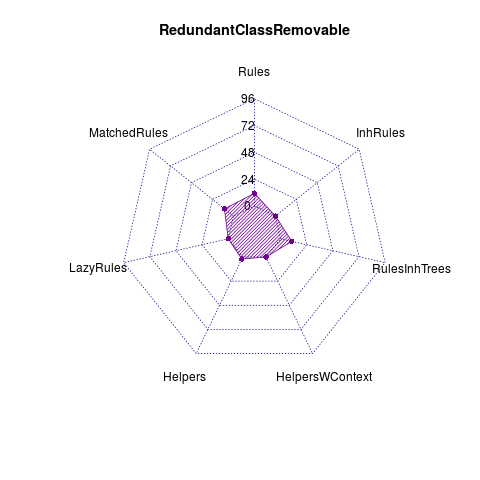 RedundantClassRemovable
Rules
96
MatchedRules
InhRules
72
48
24
0
LazyRules
RulesInhTrees
Helpers
HelpersWContext